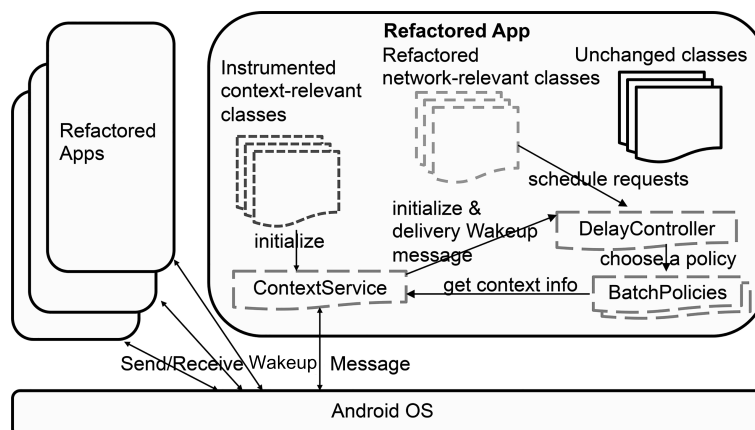 Refactored App
Instrumented
context-relevant
classes
Refactored
network-relevant classes
Unchanged classes
Refactored
Apps
schedule requests
initialize &
delivery Wakeup
message
initialize
DelayController
choose a policy
ContextService
get context info
BatchPolicies
Send/Receive Wakeup Message
Android OS